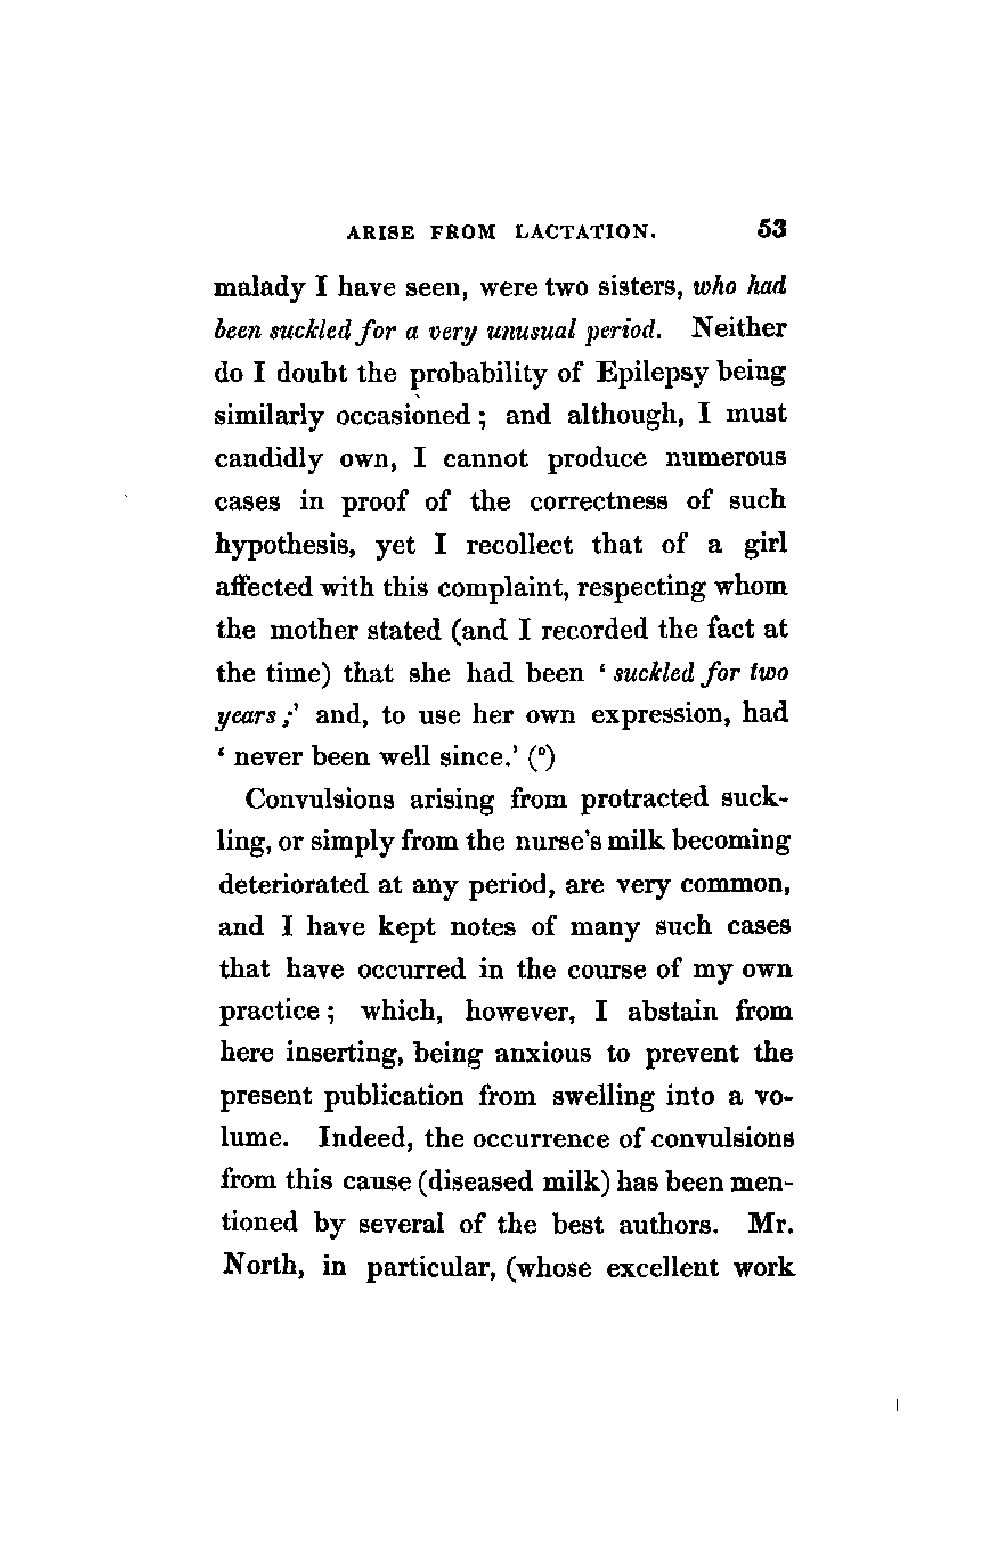 ARISE FROM LACTATION. 53
malady I have seen, were two sisters, who had
been suckled for a very unusual period. Neither
do I doubt the probability of Epilepsy being
similarly occasioned; and although, I must
candidly own, I cannot produce numerous
cases in proof of the correctness of such
hypothesis, yet I recollect that of a girl
affected with this complaint, respecting whom
the mother stated (and I recorded the fact at
the time) that she had been ‘ suckled for two
years;’ and, to use her own expression, had
‘ never been well since.’ (o)
Convulsions arising from protracted suck-
ling, or simply from the nurse’s milk becoming
deteriorated at any period, are very common,
and I have kept notes of many such cases
that have occurred in the course of my own
practice; which, however, I abstain from
here inserting, being anxious to prevent the
present publication from swelling into a vo-
lume. Indeed, the occurrence of convulsions
from this cause (diseased milk) has been men-
tioned by several of the best authors. Mr.
North, in particular, (whose excellent work